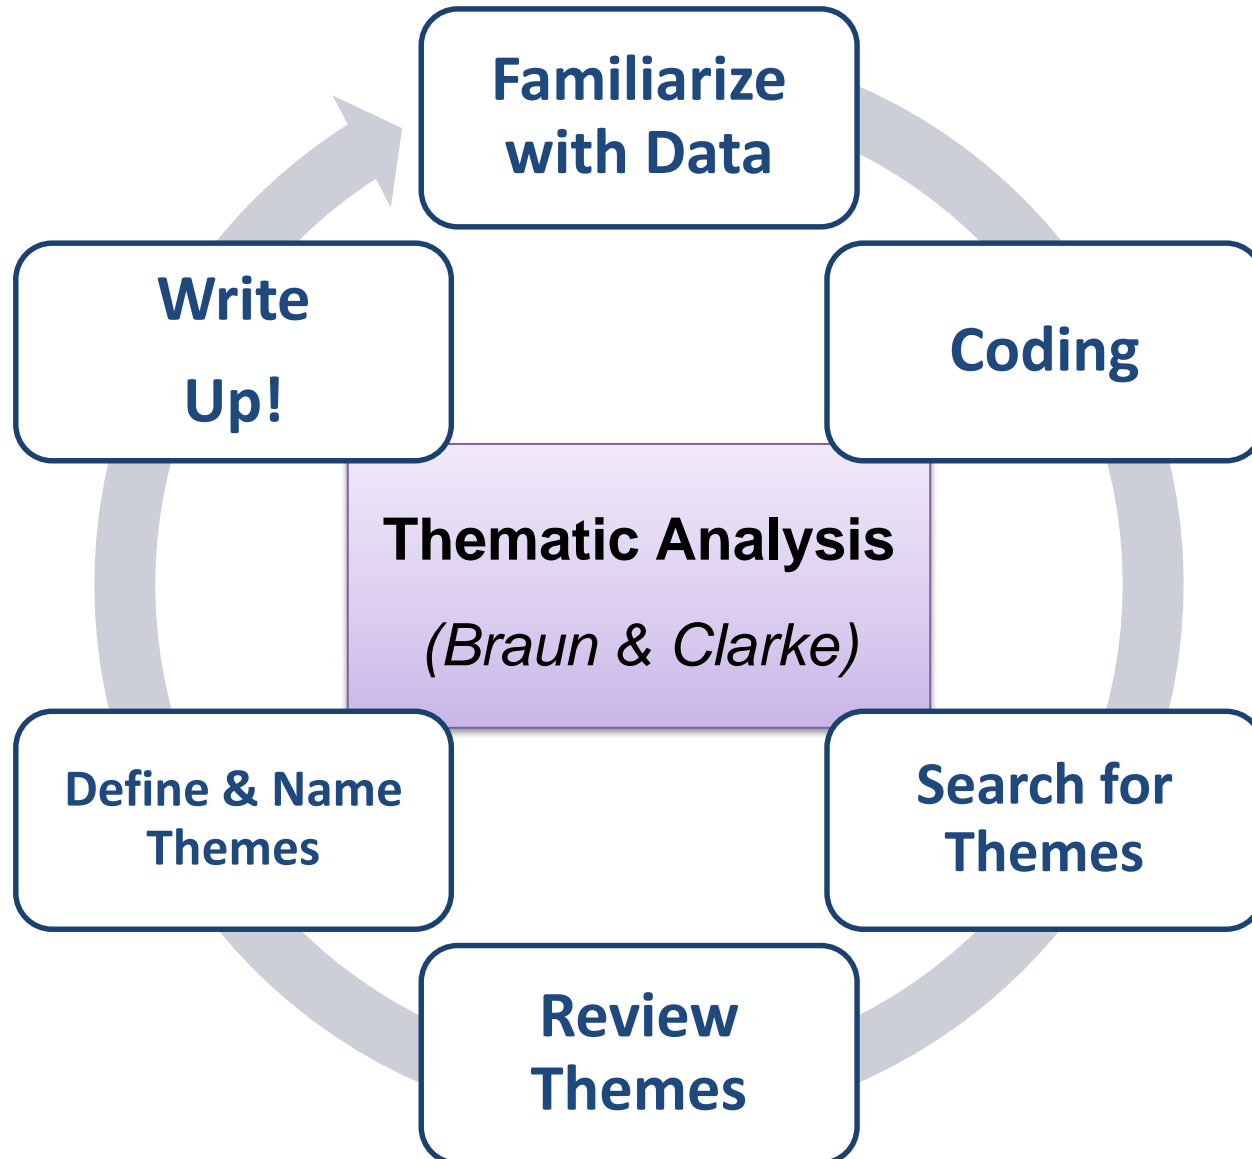 Familiarize
with Data
Coding
Search for
Themes
Review
Themes
Define & Name
Themes
Write
Up!
Thematic Analysis
(Braun & Clarke)